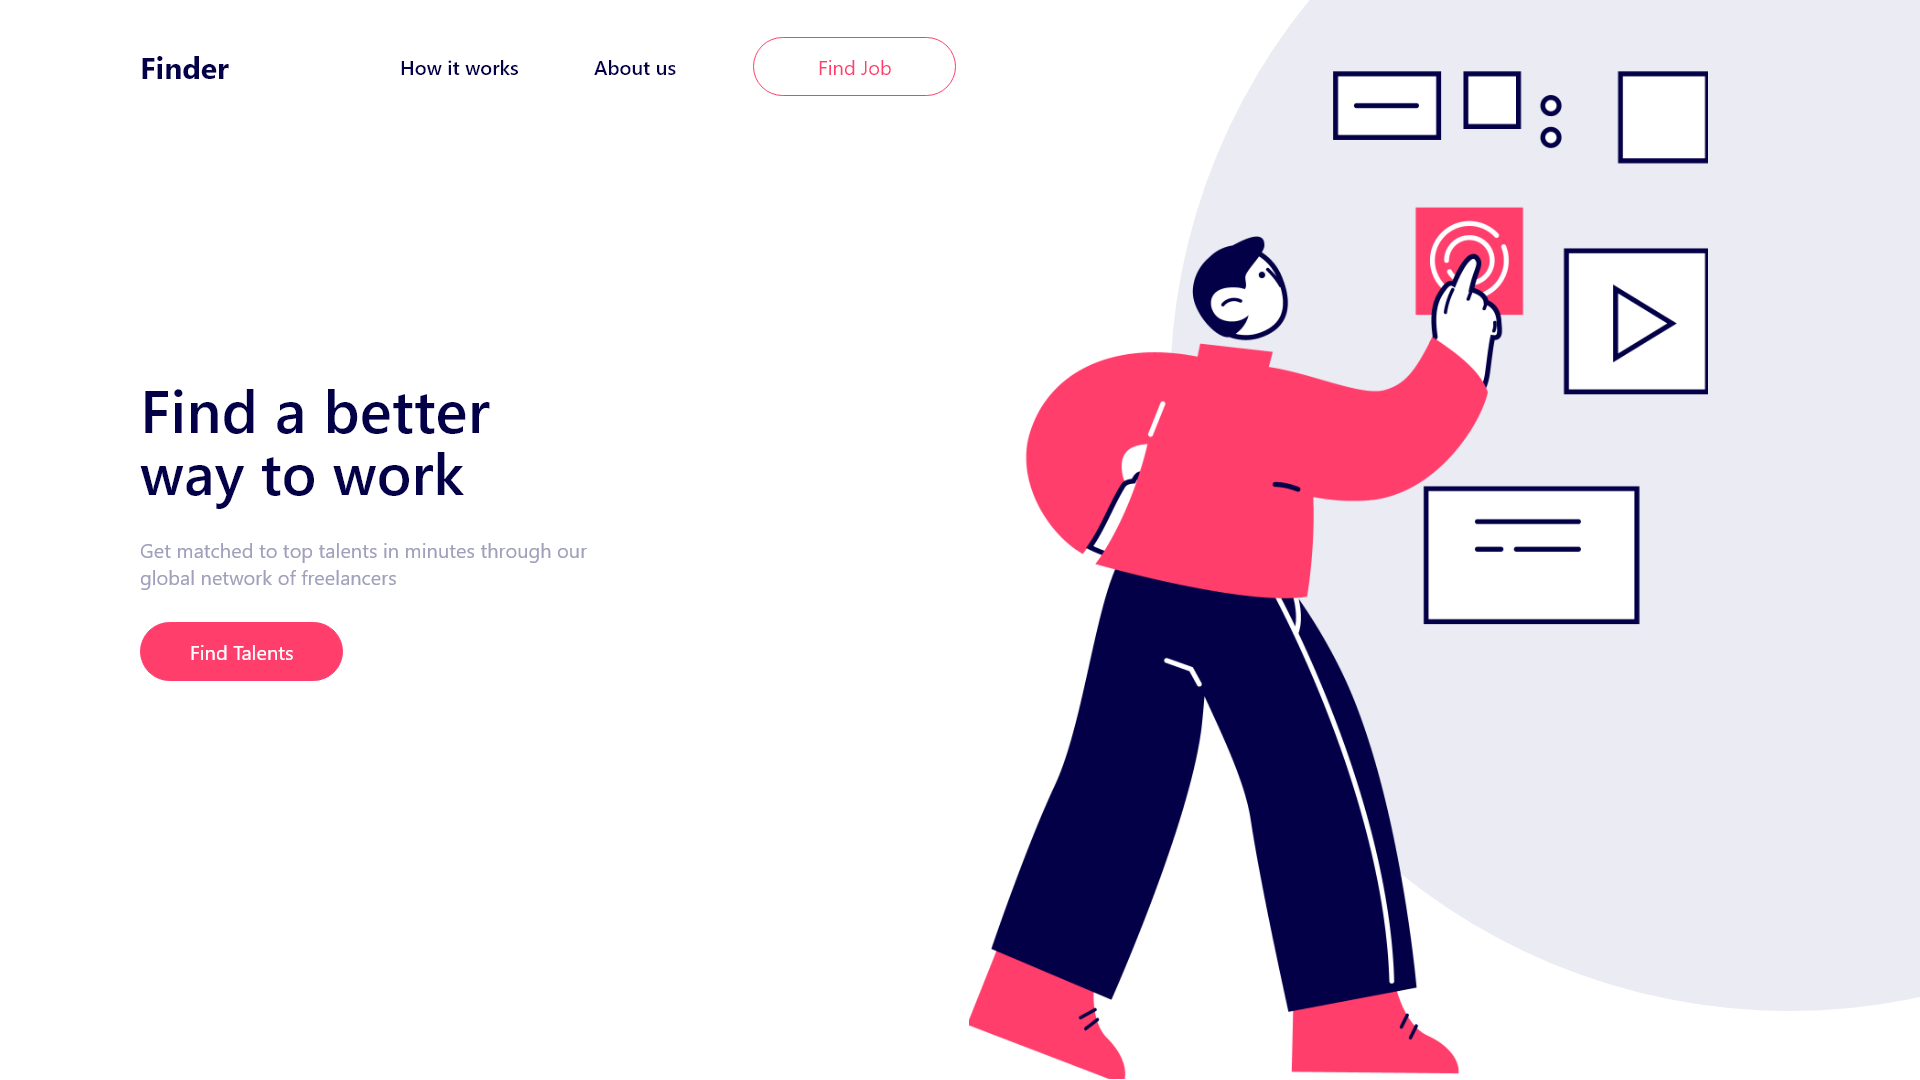 Finder
How it works
About us
Find Job
Find a better
way to work
Get matched to top talents in minutes through our
global network of freelancers
Find Talents